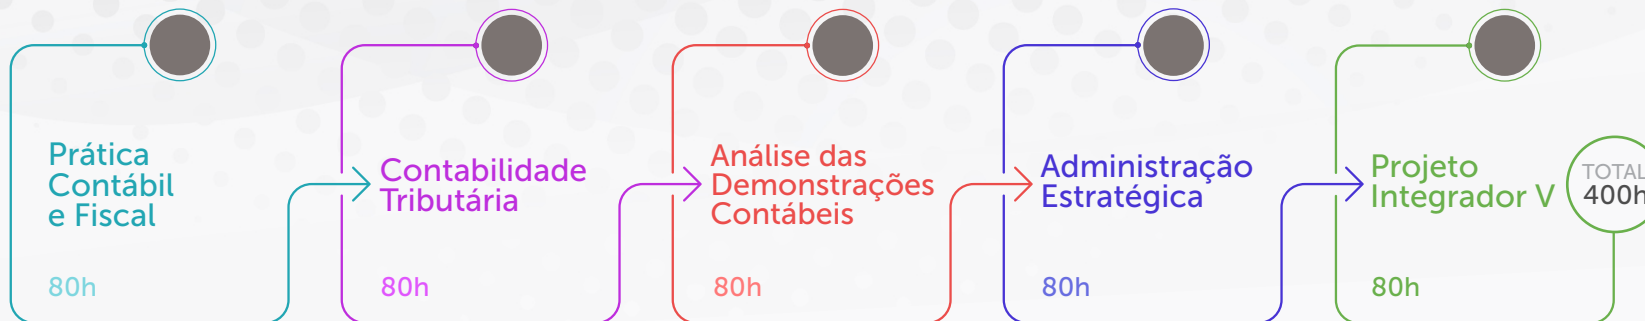 Prática
Contábil
e Fiscal
80h
Contabilidade
Tributária
80h
Análise das
Demonstrações
Contábeis
80h
Administração
Estratégica
80h
Projeto
Integrador V
80h
TOTAL
400h